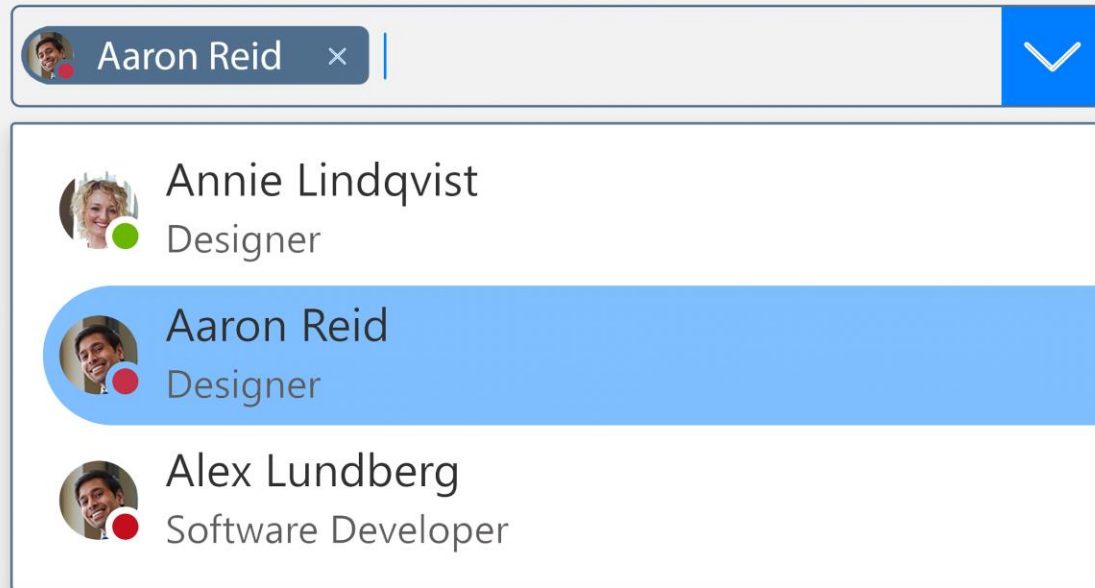 Aaron Reid
Annie Lindqvist
Designer
Aaron Reid
Designer
Alex Lundberg
Software Developer